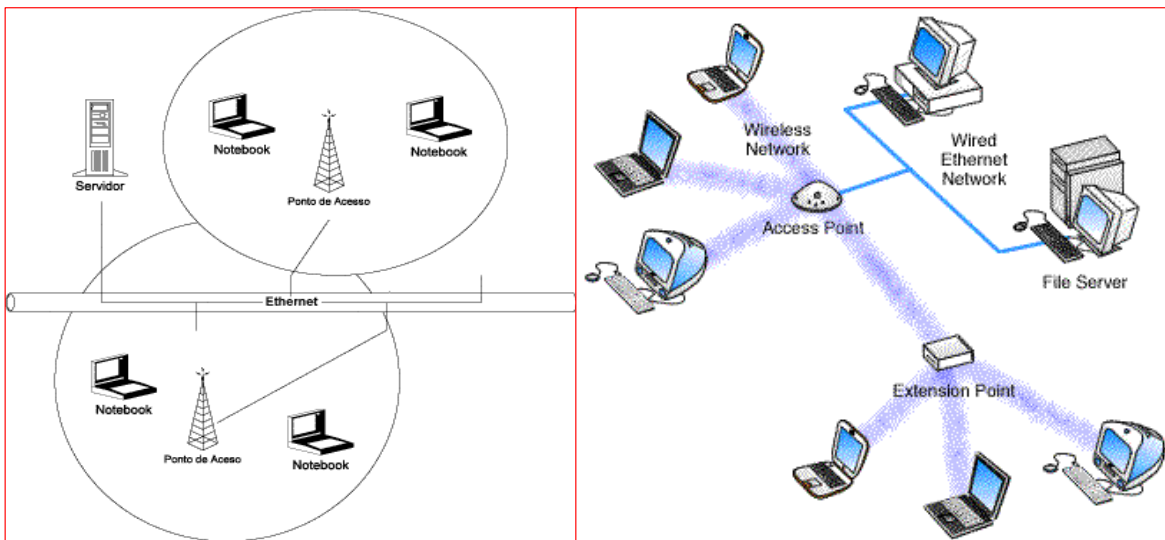 Servidor
Notebook
Notebook
Ponto de Acesso
Ethernet
Notebook
Ponto de Aceso
Notebook
Wireless
Network
Wired
Ethernet
Network
Access Point
File Server
Extension Point